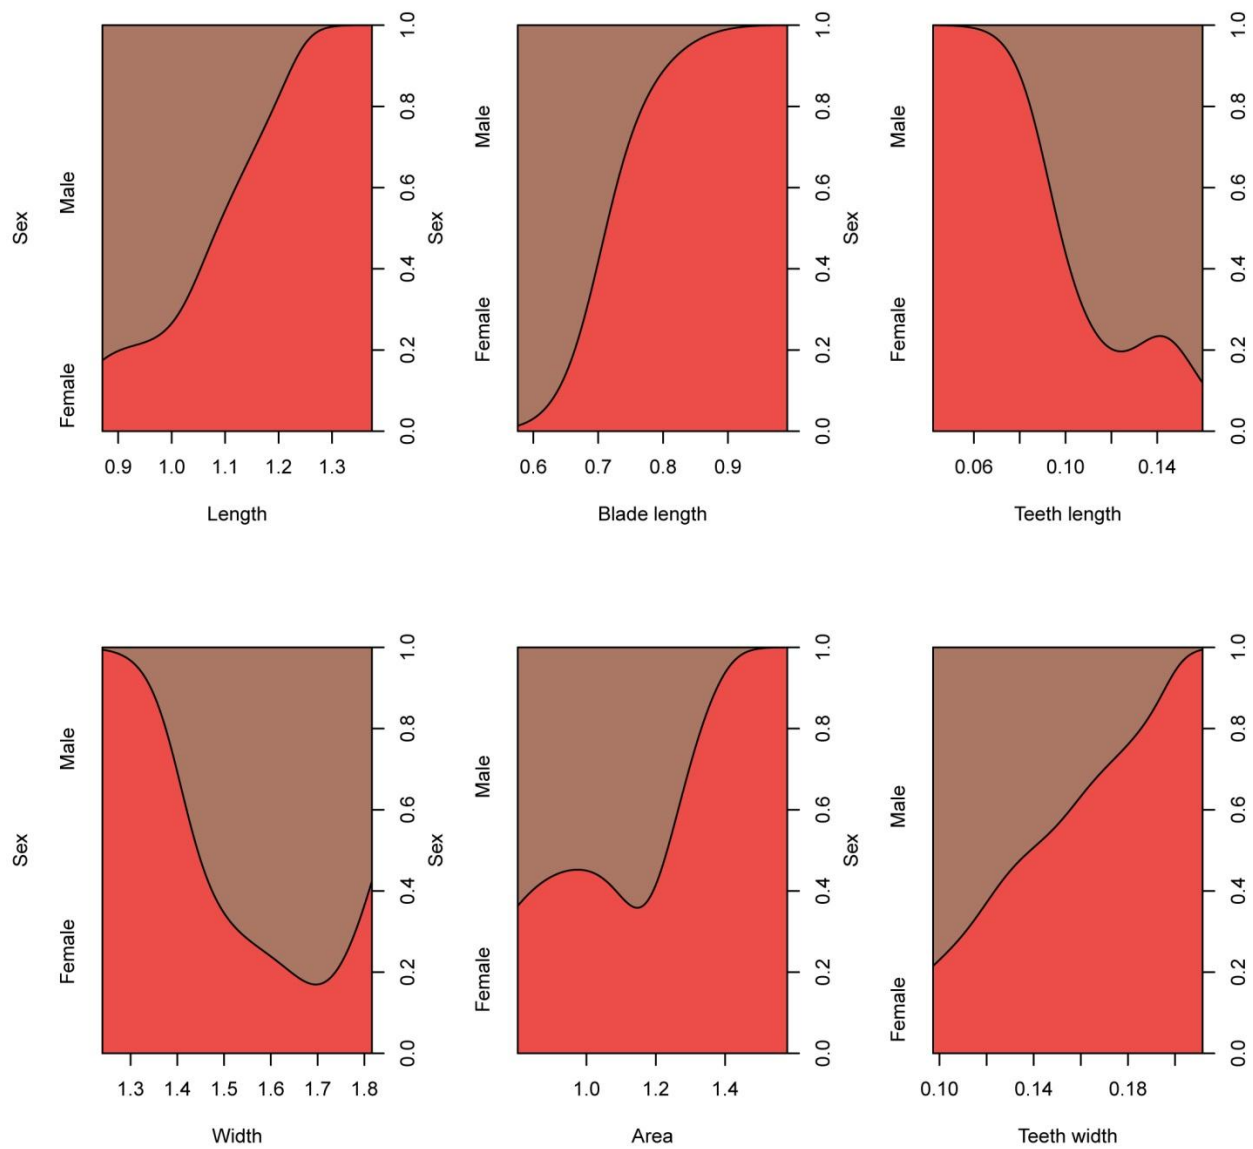 Sex
Female Male
0.0 0.2 0.4 0.6 0.8 1.0
0.9 1.0 1.1 1.2 1.3
Length
Sex
Female Male
0.0 0.2 0.4 0.6 0.8 1.0
0.6 0.7 0.8 0.9
Blade length
Sex
Female Male
0.0 0.2 0.4 0.6 0.8 1.0
0.06 0.10 0.14
Teeth length
Sex
Female Male
0.0 0.2 0.4 0.6 0.8 1.0
1.3 1.4 1.5 1.6 1.7 1.8
Width
Sex
Female Male
0.0 0.2 0.4 0.6 0.8 1.0
1.0 1.2 1.4
Area
Sex
Female Male
0.0 0.2 0.4 0.6 0.8 1.0
0.10 0.14 0.18
Teeth width